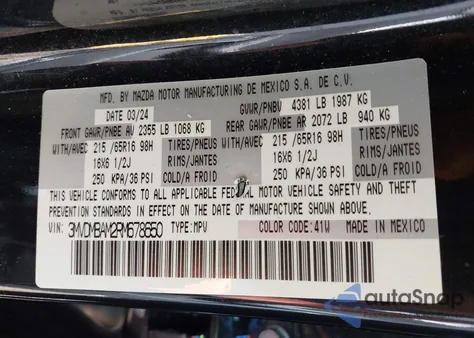 MFD. BY MAZDA MOTOR MANUFACTURING DE MEXICO S.A. DE C.V.
DATE 03/24 GVWR/PNBV 4381 LB 1987 KG
FRONT GAWR/PNBE AV 2355 LB 1068 KG REAR GAWR/PNBE AR 2072 LB 940 KG
WITH/AVEC 215 /65R16 98H TIRES/PNEUS WITH/AVEC 215 /65R16 98H TIRES/PNEUS
16X6 1/2J RIMS/JANTES 16X6 1/2J RIMS/JANTES
250 KPA/36 PSI COLD/A FROID 250 KPA/36 PSI COLD/A FROID
THIS VEHICLE CONFORMS TO ALL APPLICABLE FEDERAL MOTOR VEHICLE SAFETY AND THEFT
PREVENTION STANDARDS IN EFFECT ON THE DATE OF MANUFACTURE SHOWN ABOVE.
VIN: 3MVDMBAM2RM678650 TYPE: MPV COLOR CODE: 41W MADE IN MEXICO
autoSnap